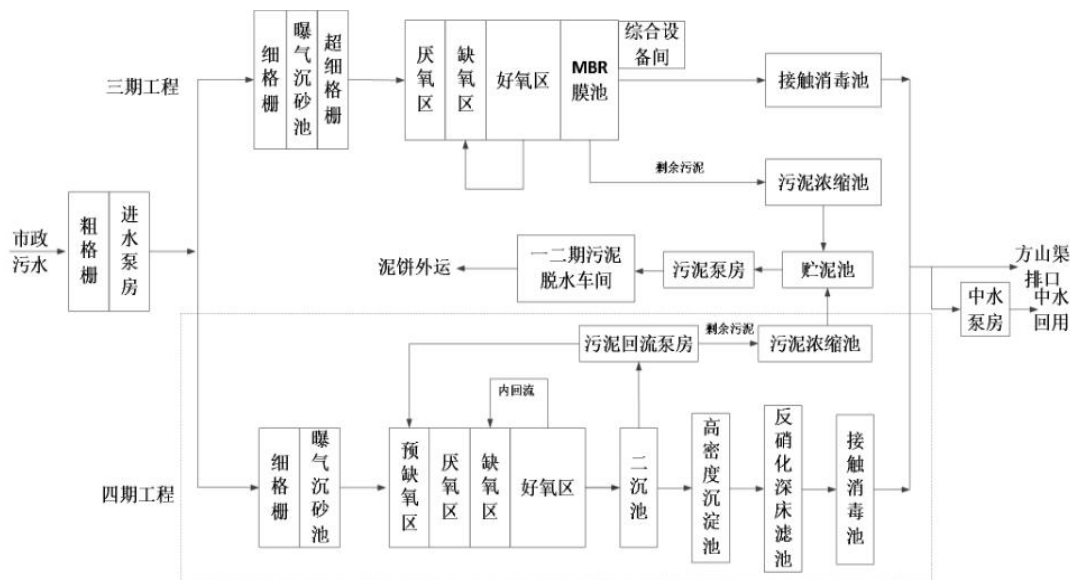 三期工程
细格栅
曝气沉砂池
超细格栅
厌氧区
缺氧区
好氧区
MBR
膜池
综合设
备间
接触消毒池
剩余污泥
污泥浓缩池
市政
污水
粗格栅
进水泵房
泥饼外运
一二期污泥
脱水车间
污泥泵房
贮泥池
方山渠
排口
中水
泵房
中水
回用
污泥回流泵房
剩余污泥
污泥浓缩池
内回流
四期工程
细格栅
曝气沉砂池
预缺氧区
厌氧区
缺氧区
好氧区
二沉池
高密度沉淀池
反硝化深床滤池
接触消毒池